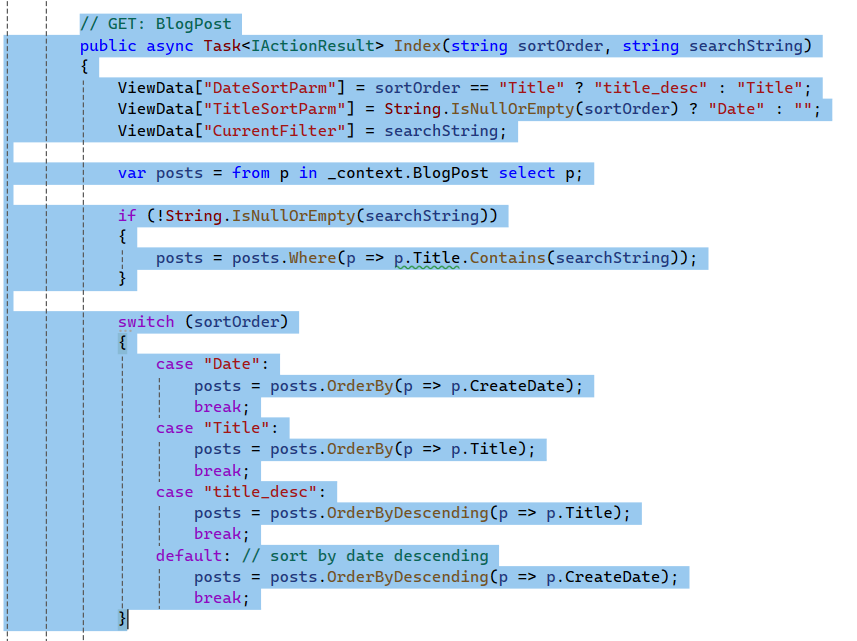 // GET: BlogPost
public async Task<IActionResult> Index(string sortOrder, string searchString)
{
ViewData["DateSortParm"] = sortOrder == "Title" ? "title_desc" : "Title";
ViewData["TitleSortParm"] = String.IsNullOrEmpty(sortOrder) ? "Date" : "";
ViewData["CurrentFilter"] = searchString;
var posts = from p in _context.BlogPost select p;
if (!String.IsNullOrEmpty(searchString))
{
posts = posts.Where(p => p.Title.Contains(searchString));
}
switch (sortOrder)
{
case "Date":
posts = posts.OrderBy(p => p.CreateDate);
break;
case "Title":
posts = posts.OrderBy(p => p.Title);
break;
case "title_desc":
posts = posts.OrderByDescending(p => p.Title);
break;
default: // sort by date descending
posts = posts.OrderByDescending(p => p.CreateDate);
break;
}